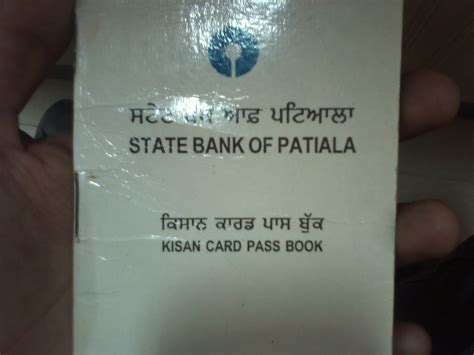 ਸਟੇਟ ਬੈਂਕ ਆਫ਼ ਪਟਿਆਲਾ
STATE BANK OF PATIALA
ਕਿਸਾਨ ਕਾਰਡ ਪਾਸ ਬੁੱਕ
KISAN CARD PASS BOOK